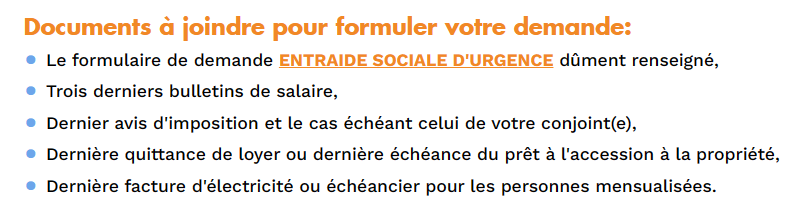 Documents à joindre pour formuler votre demande:
Le formulaire de demande ENTRAIDE SOCIALE D'URGENCE dûment renseigné,
Trois derniers bulletins de salaire,
Dernier avis d'imposition et le cas échéant celui de votre conjoint(e),
Dernière quittance de loyer ou dernière échéance du prêt à l'accession à la propriété,
Dernière facture d'électricité ou échéancier pour les personnes mensualisées.